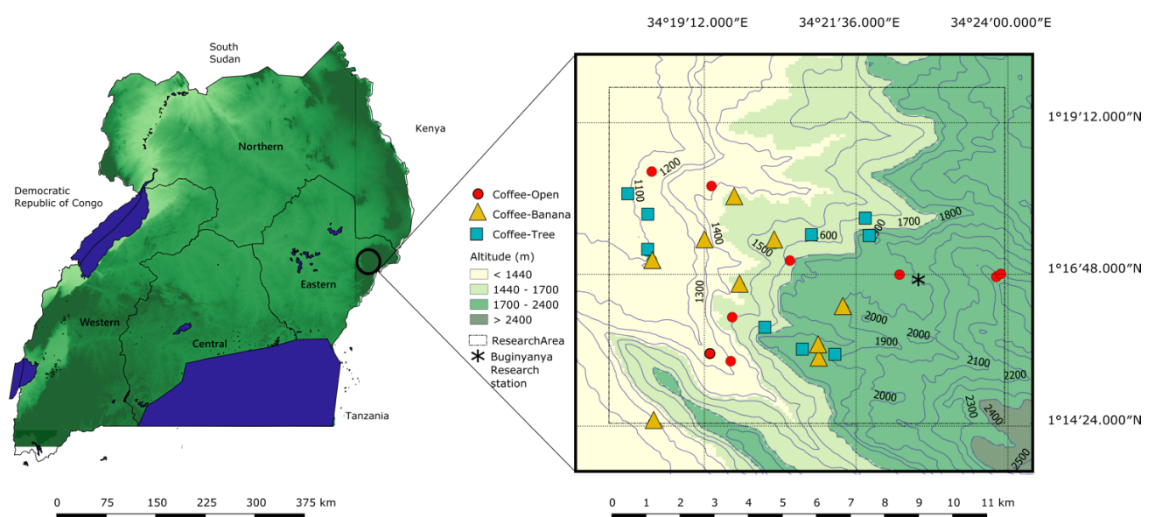 South
Sudan
Kenya
Northern
Democratic
Republic of Congo
Eastern
Western
Central
Tanzania
0 75 150 225 300 375 km
Coffee-Open
Coffee-Banana
Coffee-Tree
Altitude (m)
< 1440
1440 - 1700
1700 - 2400
> 2400
ResearchArea
Buginyanya
Research
station
34°19'12.000"E 34°21'36.000"E 34°24'00.000"E
1°19'12.000"N
1°16'48.000"N
1°14'24.000"N
1200
1100
1400
1300
1500
600
1700
1800
2000
2000
1900
2100
2200
2000
2300
2400
2500
0 1 2 3 4 5 6 7 8 9 10 11 km